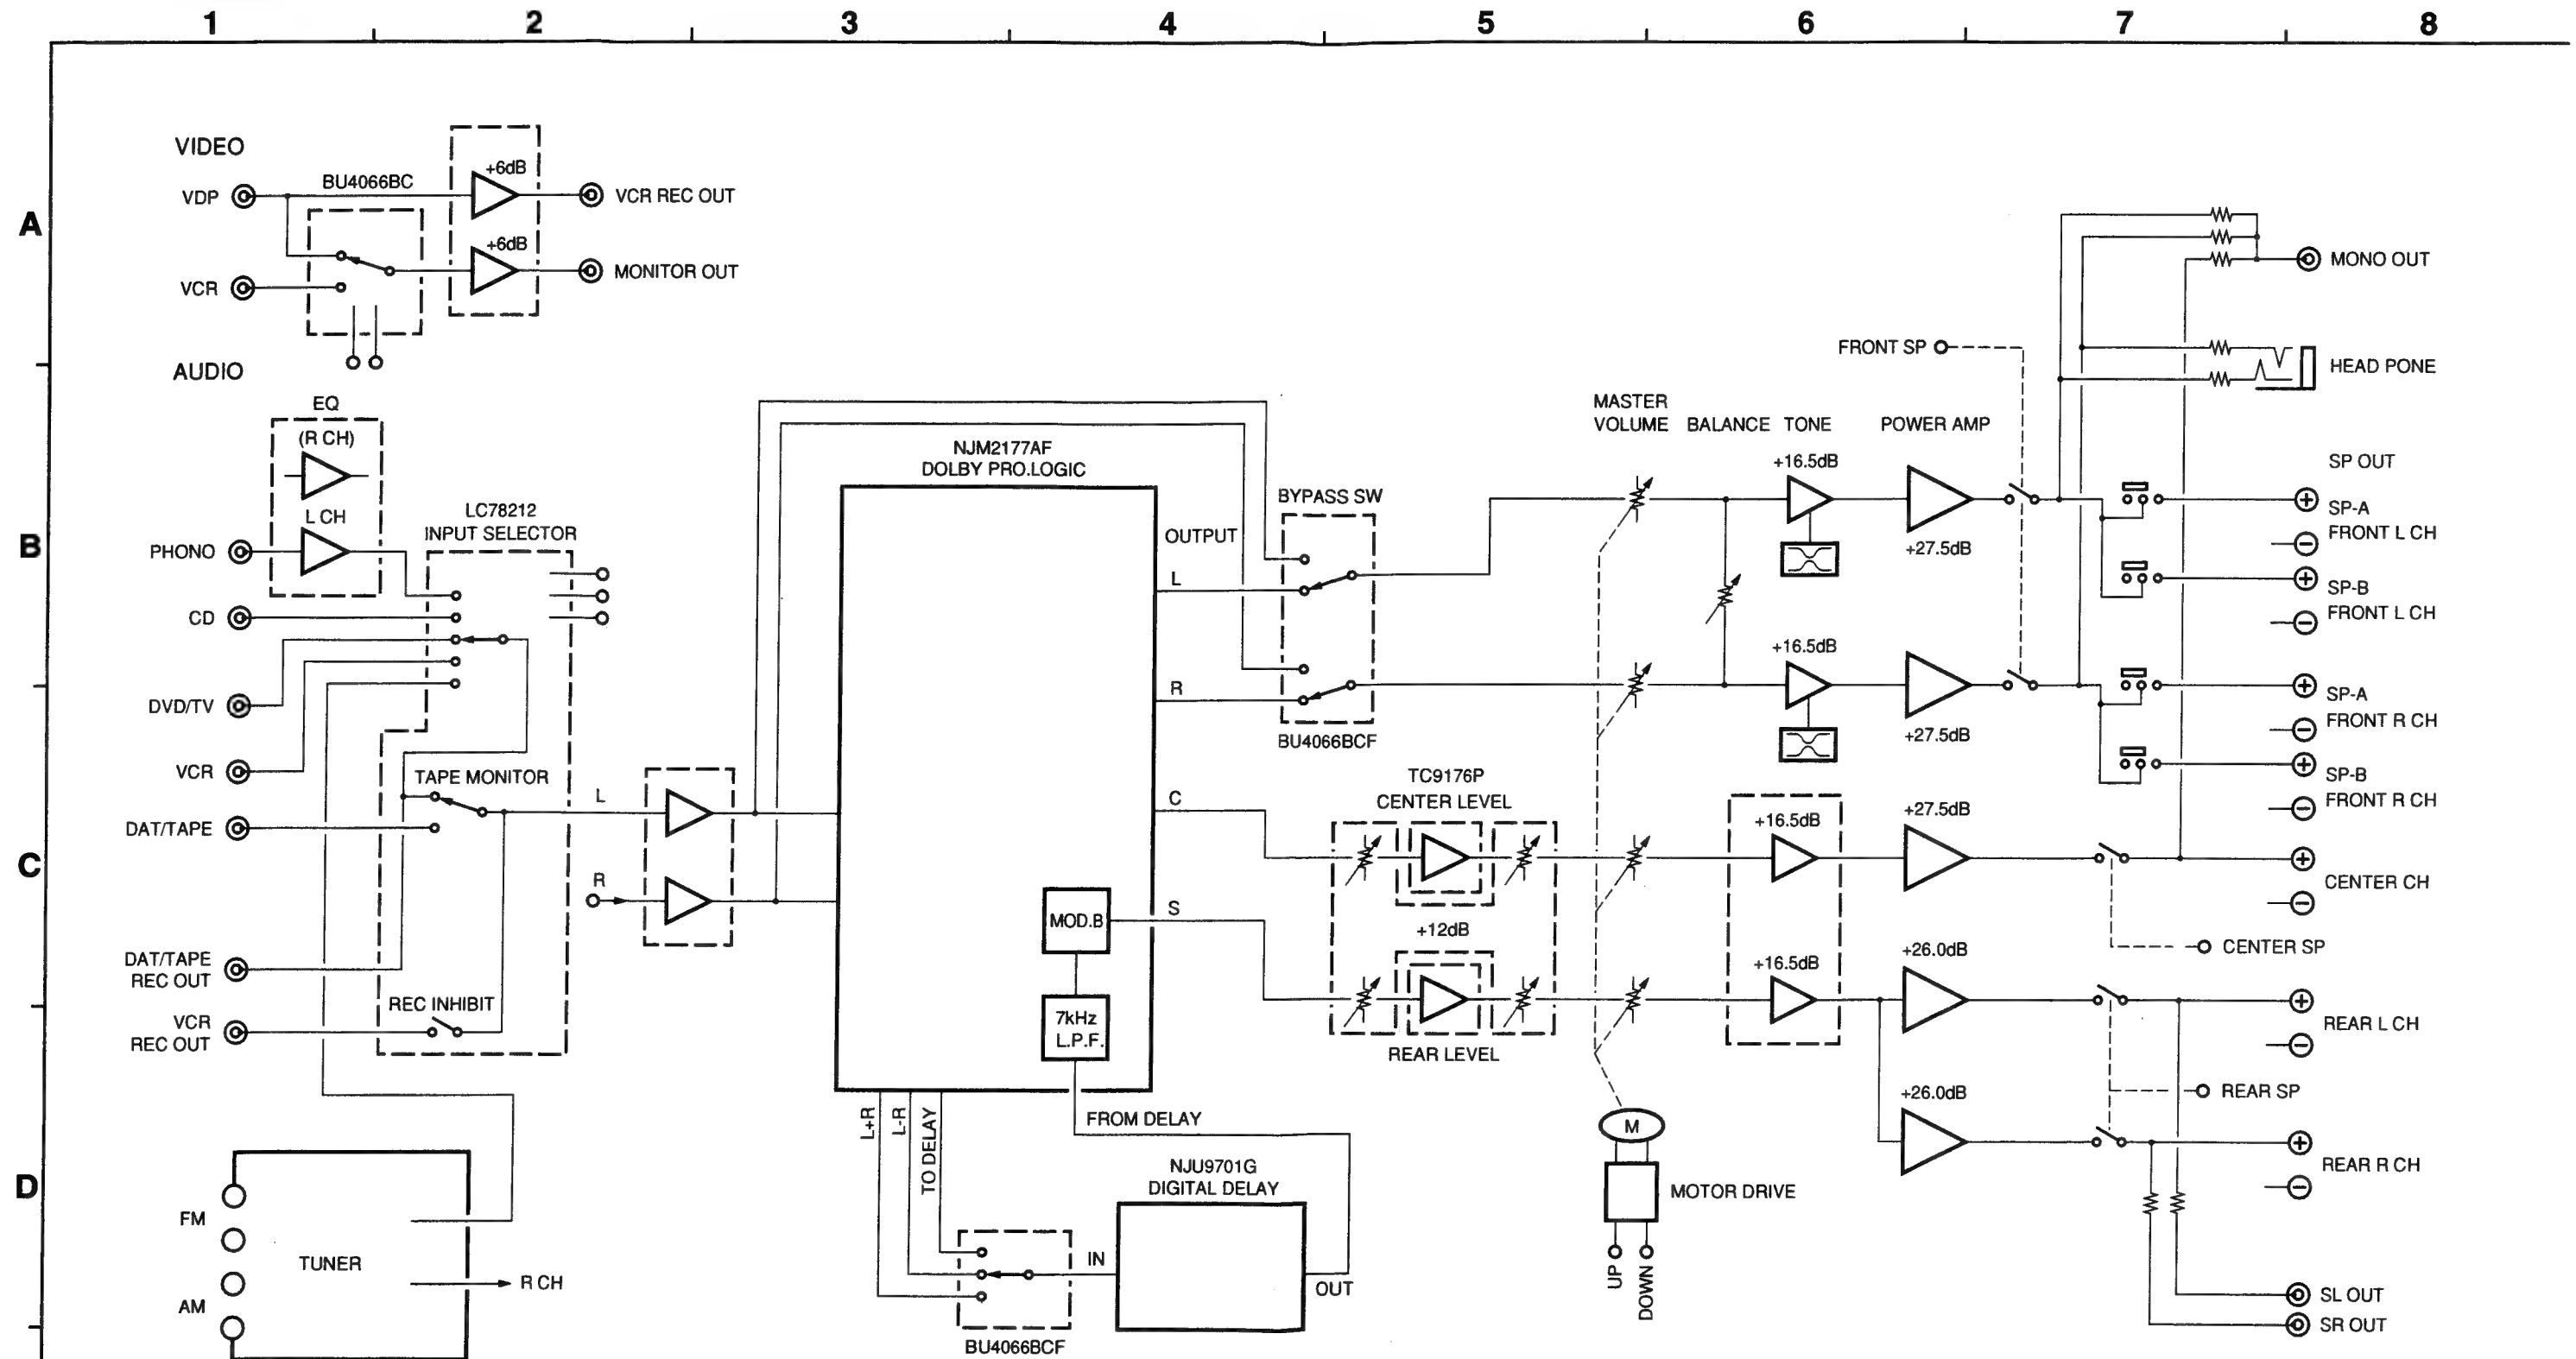 1 2 3 4 5 6 7 8
A
B
C
D
VIDEO
VDP
BU4066BC
+6dB
VCR REC OUT
+6dB
MONITOR OUT
VCR
AUDIO
EQ
(R CH)
L CH
PHONO
CD
DVD/TV
VCR
DAT/TAPE
DAT/TAPE
REC OUT
VCR
REC OUT
LC78212
INPUT SELECTOR
TAPE MONITOR
REC INHIBIT
L
R
FM
AM
TUNER
R CH
NJM2177AF
DOLBY PRO.LOGIC
OUTPUT
L
R
C
S
MOD.B
7kHz
L.P.F.
L+R
L-R
TO DELAY
FROM DELAY
NJU9701G
DIGITAL DELAY
IN
OUT
BU4066BCF
BYPASS SW
BU4066BCF
TC9176P
CENTER LEVEL
+12dB
REAR LEVEL
MASTER
VOLUME
BALANCE
TONE
POWER AMP
FRONT SP
+16.5dB
+27.5dB
+16.5dB
+27.5dB
+16.5dB
+27.5dB
+16.5dB
+26.0dB
+26.0dB
M
MOTOR DRIVE
UP
DOWN
MONO OUT
HEAD PONE
SP OUT
SP-A
FRONT L CH
SP-B
FRONT L CH
SP-A
FRONT R CH
SP-B
FRONT R CH
CENTER CH
CENTER SP
REAR L CH
REAR SP
REAR R CH
SL OUT
SR OUT